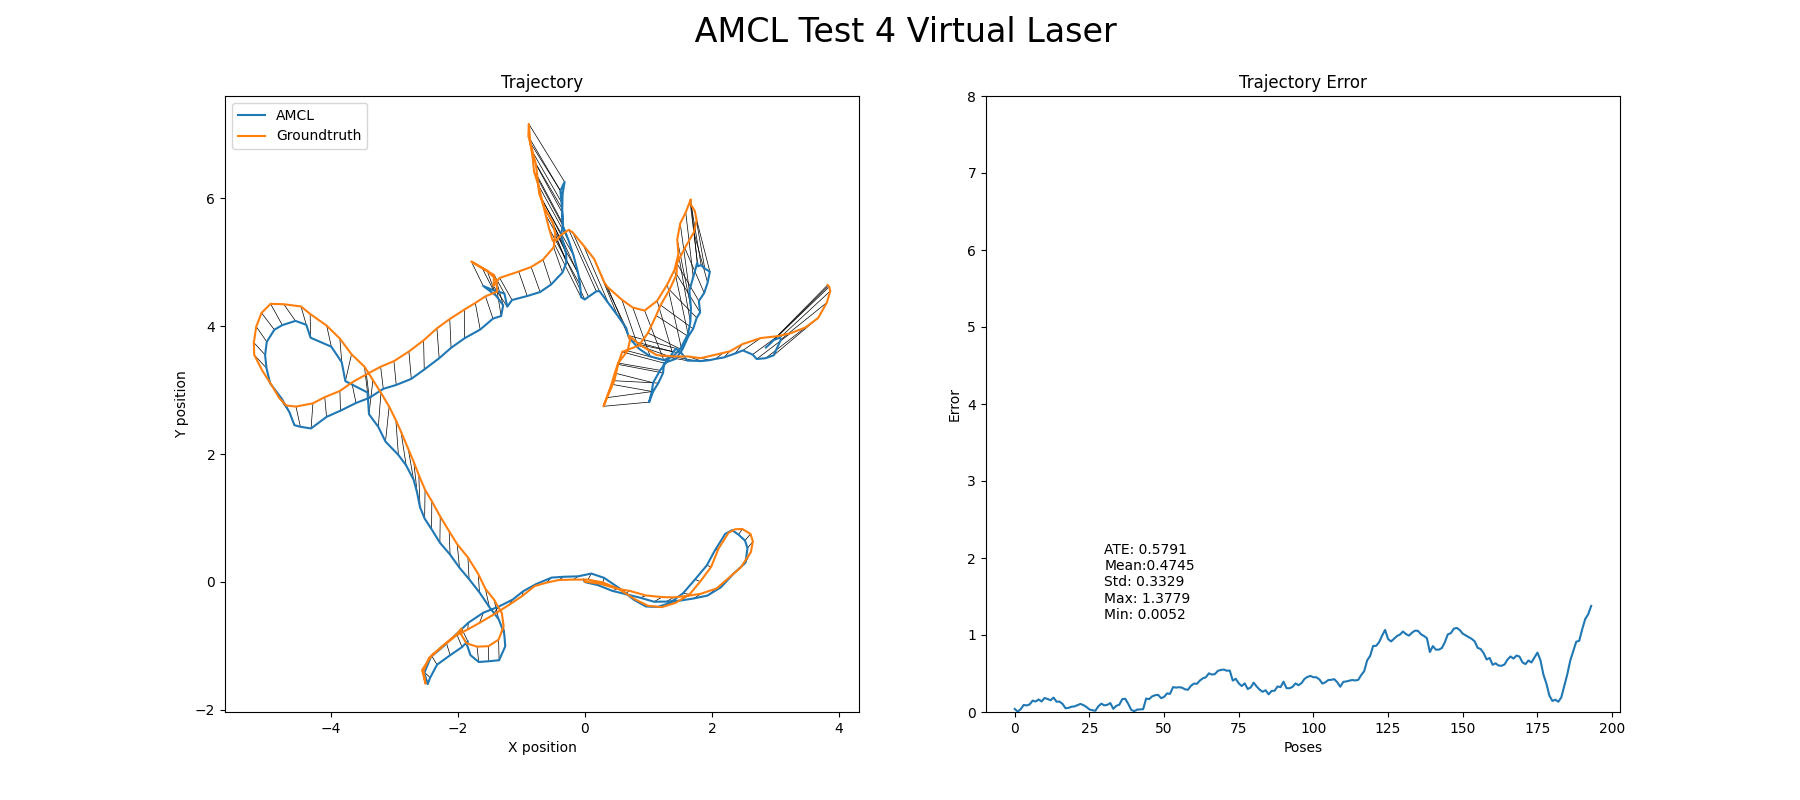 AMCL Test 4 Virtual Laser
Trajectory
AMCL
Groundtruth
6
4
2
0
−2
−4
−2
0
2
4
Y position
X position
Trajectory Error
8
7
6
5
4
3
2
1
0
ATE: 0.5791
Mean:0.4745
Std: 0.3329
Max: 1.3779
Min: 0.0052
0
25
50
75
100
125
150
175
200
Error
Poses